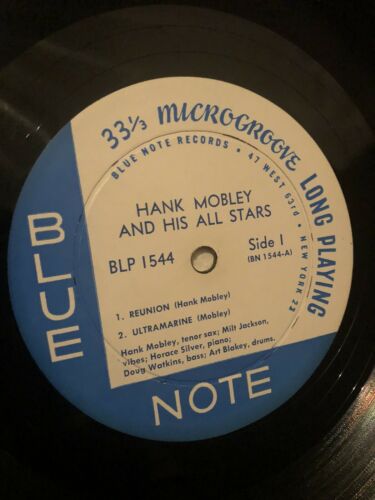 33⅓ MICROGROOVE LONG PLAYING
BLUE NOTE RECORDS • 47 WEST 63rd • NEW YORK 23
HANK MOBLEY
AND HIS ALL STARS
BLP 1544
Side 1
(BN 1544-A)
1. REUNION (Hank Mobley)
2. ULTRAMARINE (Mobley)
Hank Mobley, tenor sax; Milt Jackson,
vibes; Horace Silver, piano;
Doug Watkins, bass; Art Blakey, drums.
BLUE
NOTE